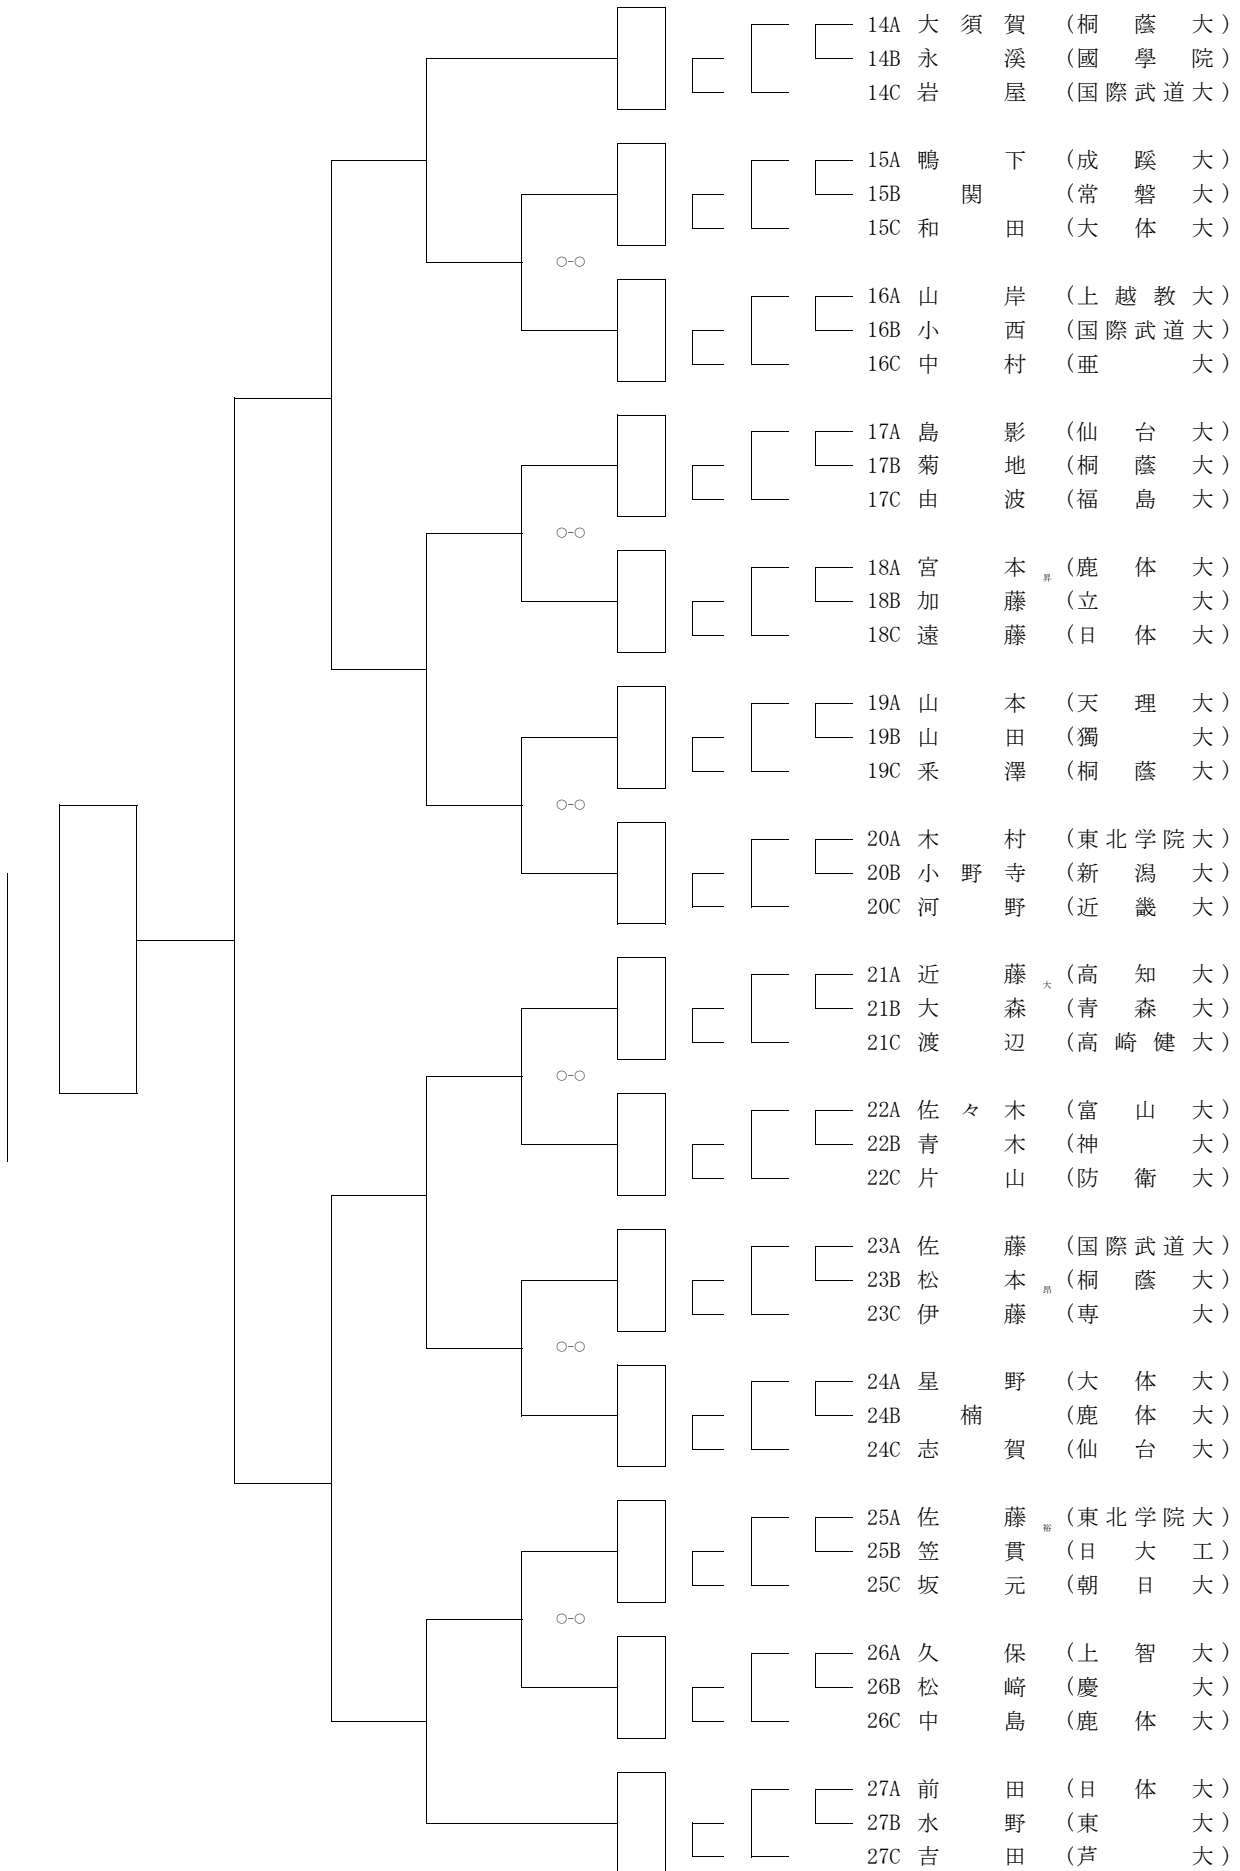 14A 大須賀 (桐蔭大)
14B 永溪 (國學院)
14C 岩屋 (国際武道大)
15A 鴨下 (成蹊大)
15B 関 (常磐大)
15C 和田 (大体大)
○-○
16A 山岸 (上越教大)
16B 小西 (国際武道大)
16C 中村 (亜大)
17A 島影 (仙台大)
17B 菊地 (桐蔭大)
17C 由波 (福島大)
○-○
18A 宮本昇 (鹿体大)
18B 加藤 (立大)
18C 遠藤 (日体大)
19A 山本 (天理大)
19B 山田 (獨大)
19C 釆澤 (桐蔭大)
○-○
20A 木村 (東北学院大)
20B 小野寺 (新潟大)
20C 河野 (近畿大)
21A 近藤大 (高知大)
21B 大森 (青森大)
21C 渡辺 (高崎健大)
○-○
22A 佐々木 (富山大)
22B 青木 (神大)
22C 片山 (防衛大)
23A 佐藤 (国際武道大)
23B 松本昂 (桐蔭大)
23C 伊藤 (専大)
○-○
24A 星野 (大体大)
24B 楠 (鹿体大)
24C 志賀 (仙台大)
25A 佐藤裕 (東北学院大)
25B 笠貫 (日大工)
25C 坂元 (朝日大)
○-○
26A 久保 (上智大)
26B 松﨑 (慶大)
26C 中島 (鹿体大)
27A 前田 (日体大)
27B 水野 (東大)
27C 吉田 (芦大)